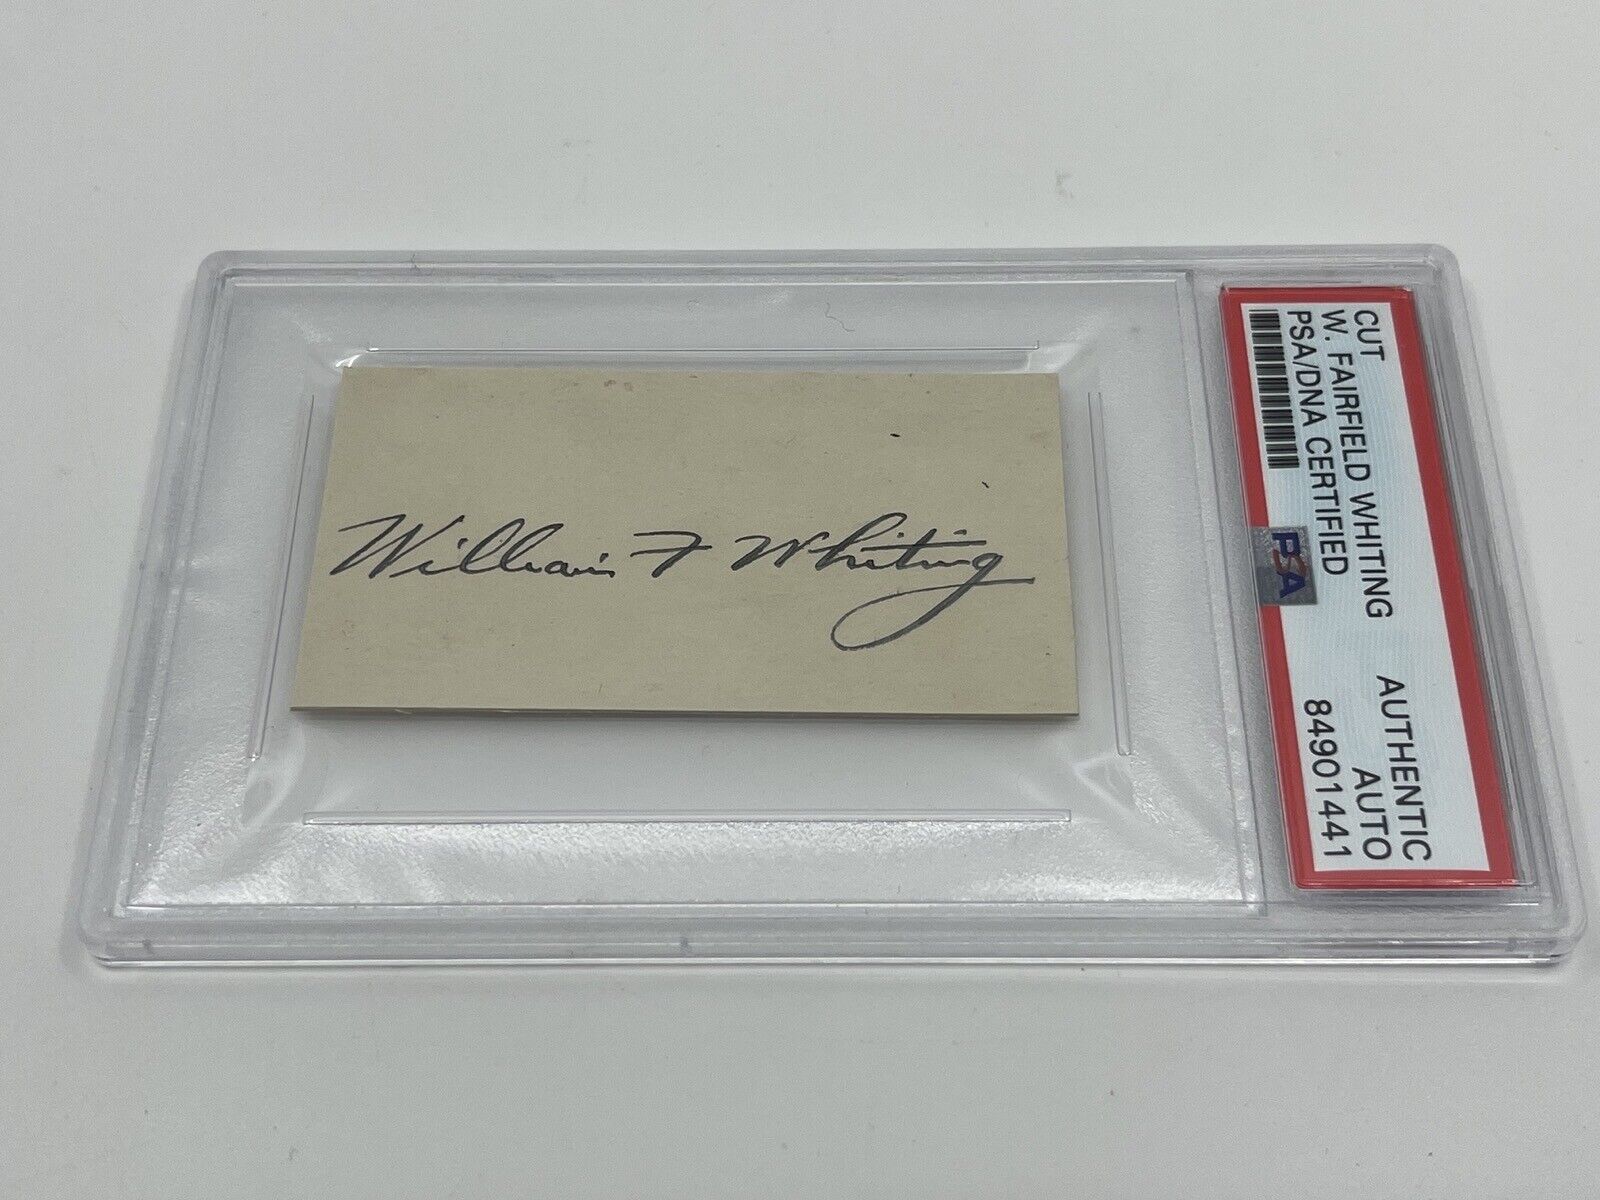 William F Whiting
CUT
W. FAIRFIELD WHITING
PSA/DNA CERTIFIED
AUTHENTIC
AUTO
84901441
PSA